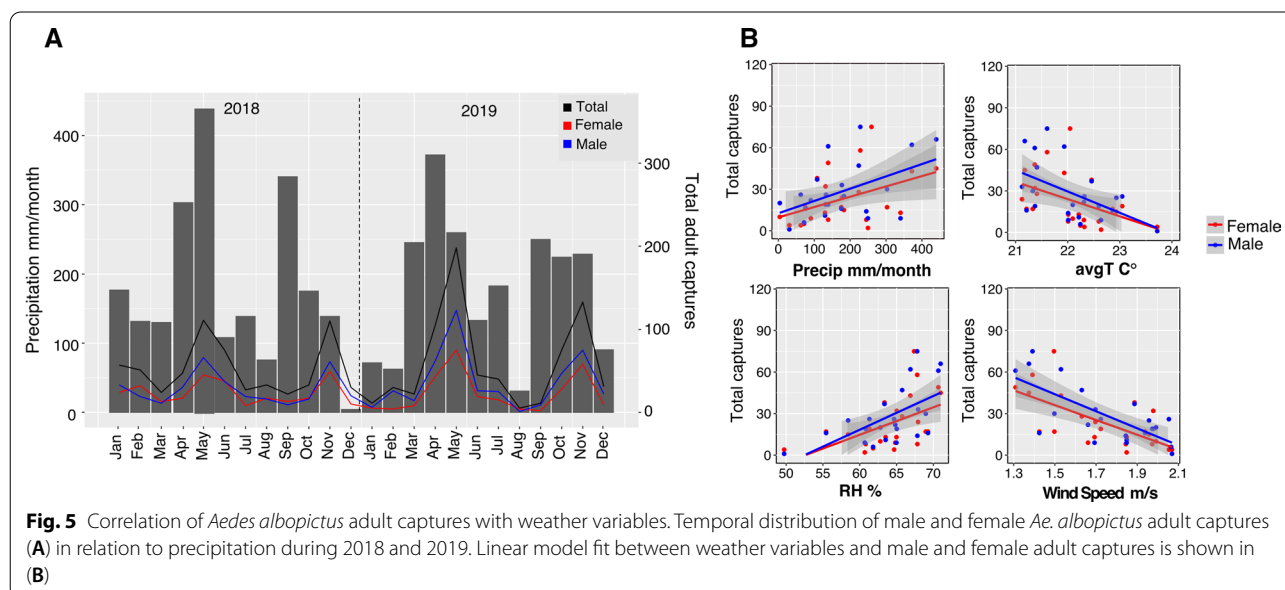 A
B
2018
2019
Total
Female
Male
Precipitation mm/month
400
300
200
100
0
Total adult captures
300
200
100
0
Jan Feb Mar Apr May Jun Jul Aug Sep Oct Nov Dec Jan Feb Mar Apr May Jun Jul Aug Sep Oct Nov Dec
Total captures
120
90
60
30
0
0 100 200 300 400
Precip mm/month
Total captures
120
90
60
30
0
21 22 23 24
avgT C°
Female
Male
Total captures
120
90
60
30
0
50 55 60 65 70
RH %
Total captures
120
90
60
30
0
1.3 1.5 1.7 1.9 2.1
Wind Speed m/s
Fig. 5 Correlation of Aedes albopictus adult captures with weather variables. Temporal distribution of male and female Ae. albopictus adult captures
(A) in relation to precipitation during 2018 and 2019. Linear model fit between weather variables and male and female adult captures is shown in
(B)